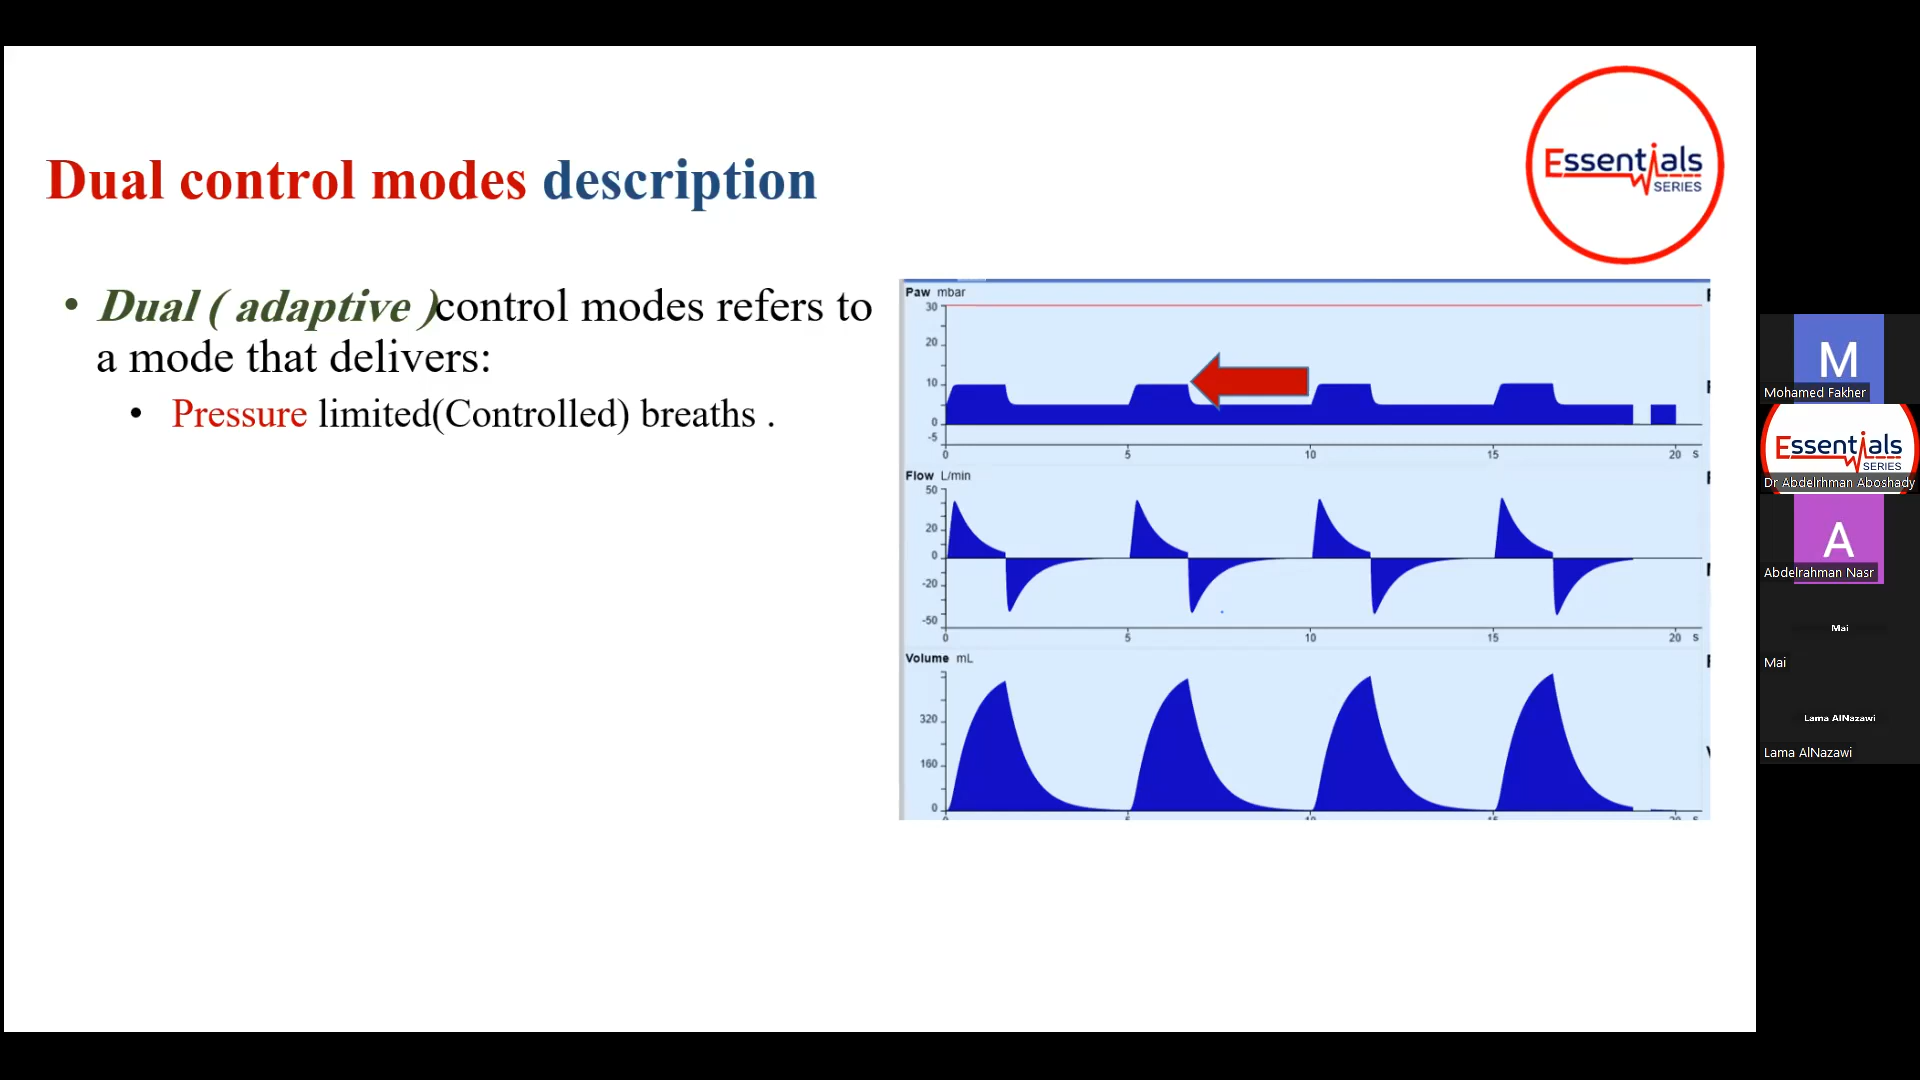 Essentials
SERIES
Dual control modes description
• Dual ( adaptive )control modes refers to
a mode that delivers:
• Pressure limited(Controlled) breaths .
Paw mbar
30
20
10
0
-5
0 5 10 15 20 s
Flow L/min
50
20
0
-20
-50
0 5 10 15 20 s
Volume mL
320
160
0
M
Mohamed Fakher
Essentials
SERIES
Dr Abdelrhman Aboshady
A
Abdelrahman Nasr
Mai
Mai
Lama AlNazawi
Lama AlNazawi